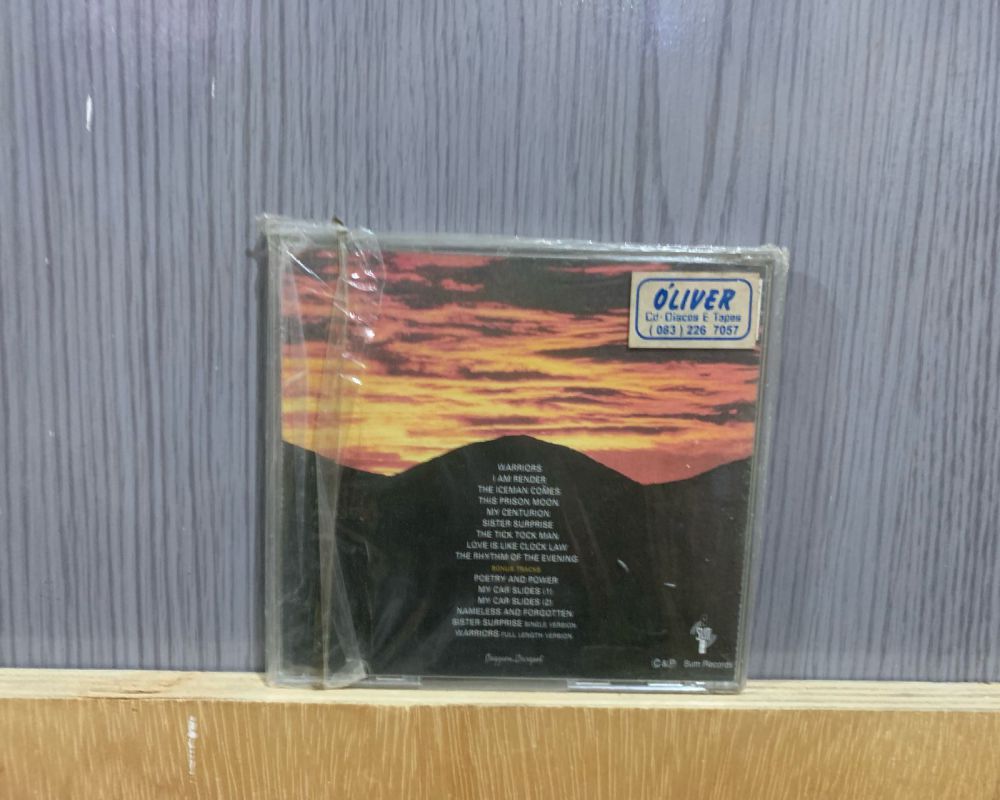 O'LIVER
Cd-Discos E Tapes
(083) 226 7057
WARRIORS
I AM RENDER
THE ICEMAN COMES
THIS PRISON MOON
MY CENTURION
SISTER SURPRISE
THE TICK TOCK MAN
LOVE IS LIKE CLOCK LAW
THE RHYTHM OF THE EVENING
BONUS TRACKS
POETRY AND POWER
MY CAR SLIDES (1)
MY CAR SLIDES (2)
NAMELESS AND FORGOTTEN
SISTER SURPRISE SINGLE VERSION
WARRIORS FULL LENGTH VERSION
Beggars Banquet
SUM
C & P Sum Records